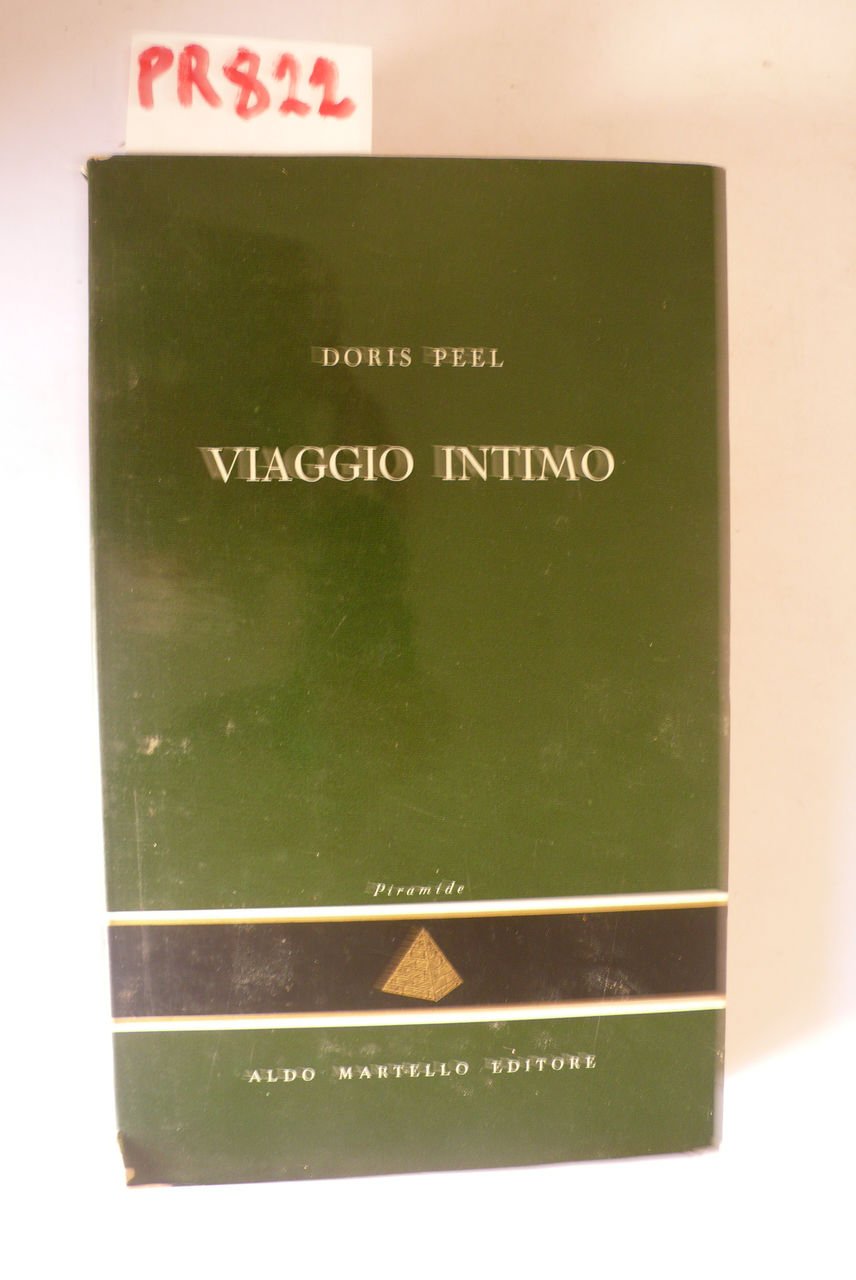 PR822
DORIS PEEL
VIAGGIO INTIMO
Piramide
ALDO MARTELLO EDITORE